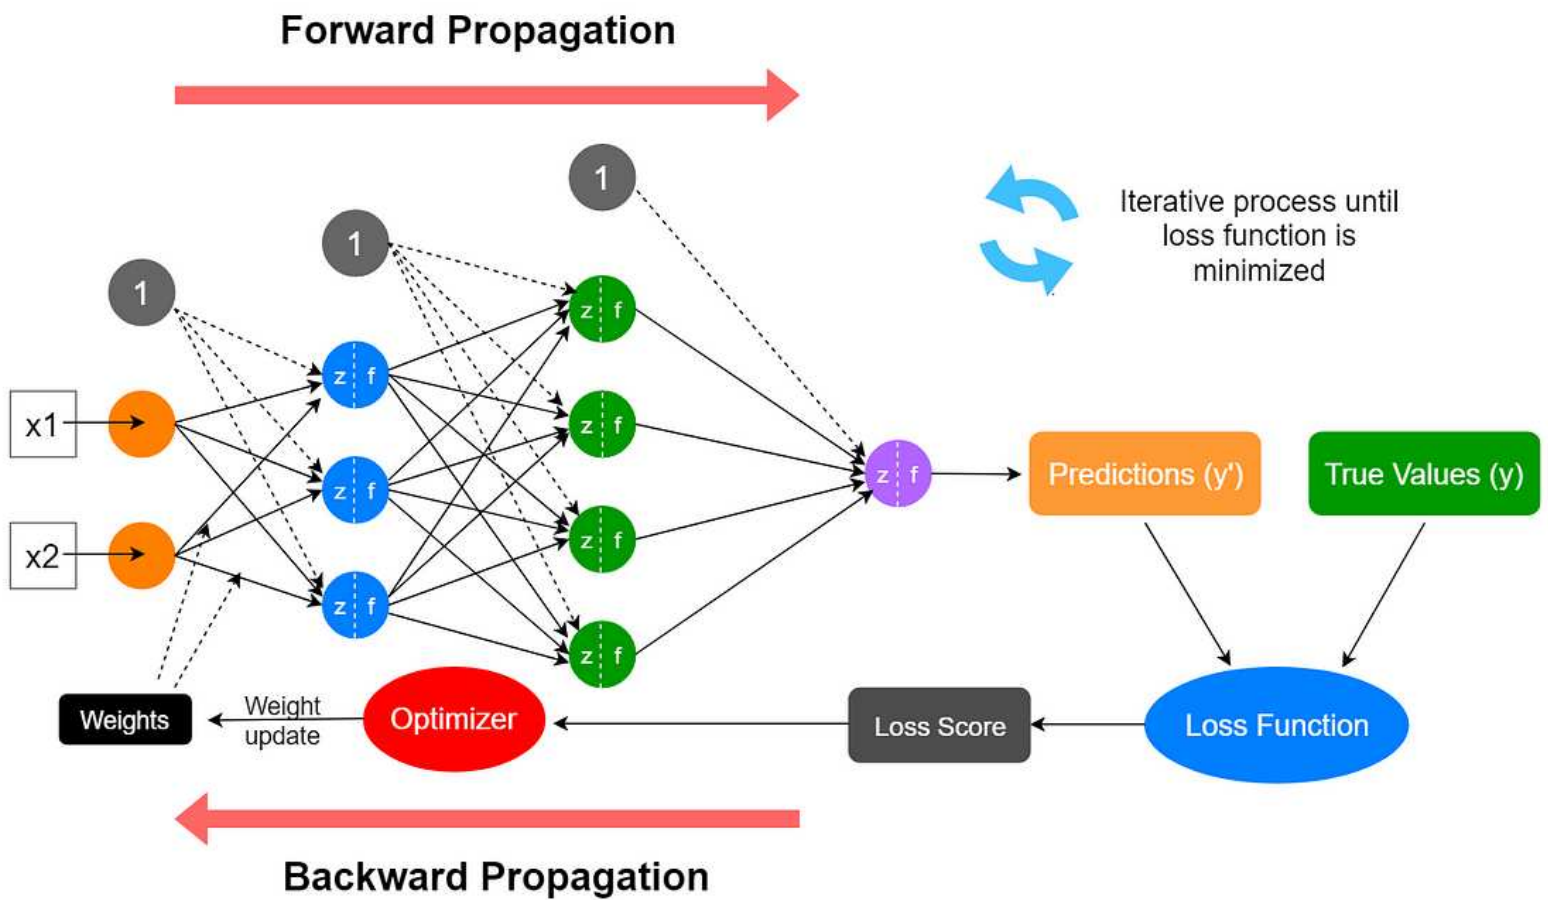 Forward Propagation
1
1
1
Iterative process until
loss function is
minimized
z f
z f
x1
z f
z f
z f
Predictions (y')
True Values (y)
z f
x2
z f
z f
Weights
Weight
update
Optimizer
Loss Score
Loss Function
Backward Propagation